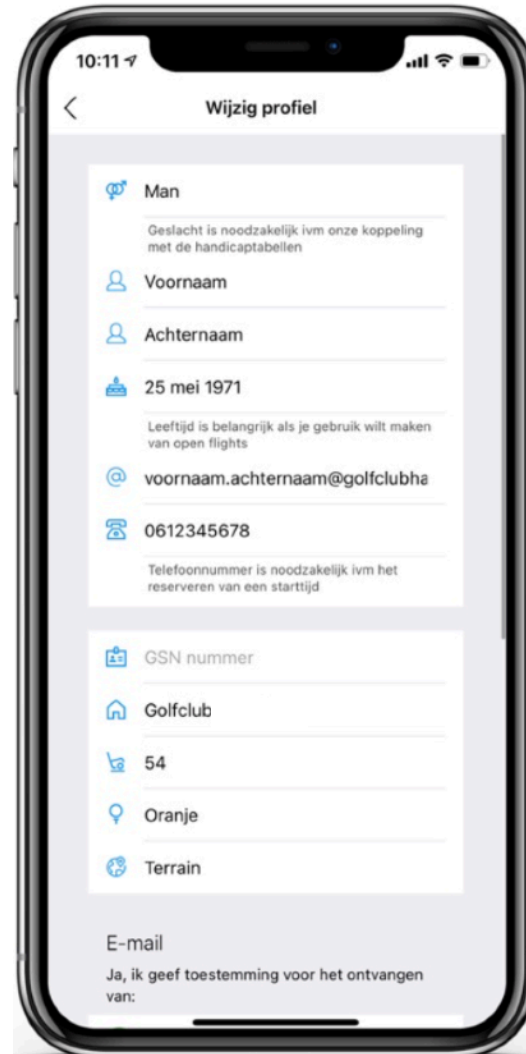 10:11
Wijzig profiel
Man
Geslacht is noodzakelijk ivm onze koppeling
met de handicaptabellen
Voornaam
Achternaam
25 mei 1971
Leeftijd is belangrijk als je gebruik wilt maken
van open flights
voornaam.achternaam@golfclubha
0612345678
Telefoonnummer is noodzakelijk ivm het
reserveren van een starttijd
GSN nummer
Golfclub
54
Oranje
Terrain
E-mail
Ja, ik geef toestemming voor het ontvangen
van: